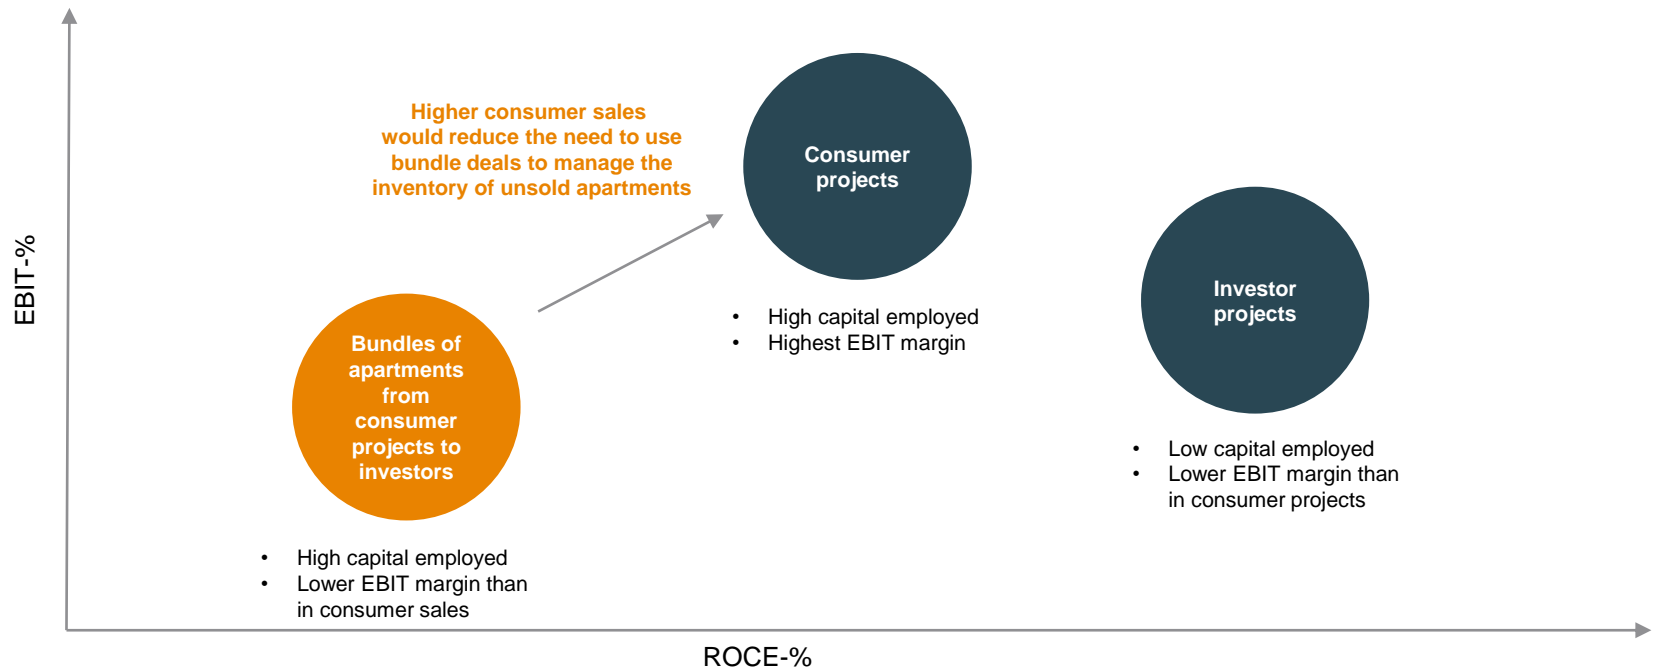 EBIT-%
Higher consumer sales
would reduce the need to use
bundle deals to manage the
inventory of unsold apartments
Consumer
projects
• High capital employed
• Highest EBIT margin
Investor
projects
• Low capital employed
• Lower EBIT margin than
in consumer projects
Bundles of
apartments
from
consumer
projects to
investors
• High capital employed
• Lower EBIT margin than
in consumer sales
ROCE-%